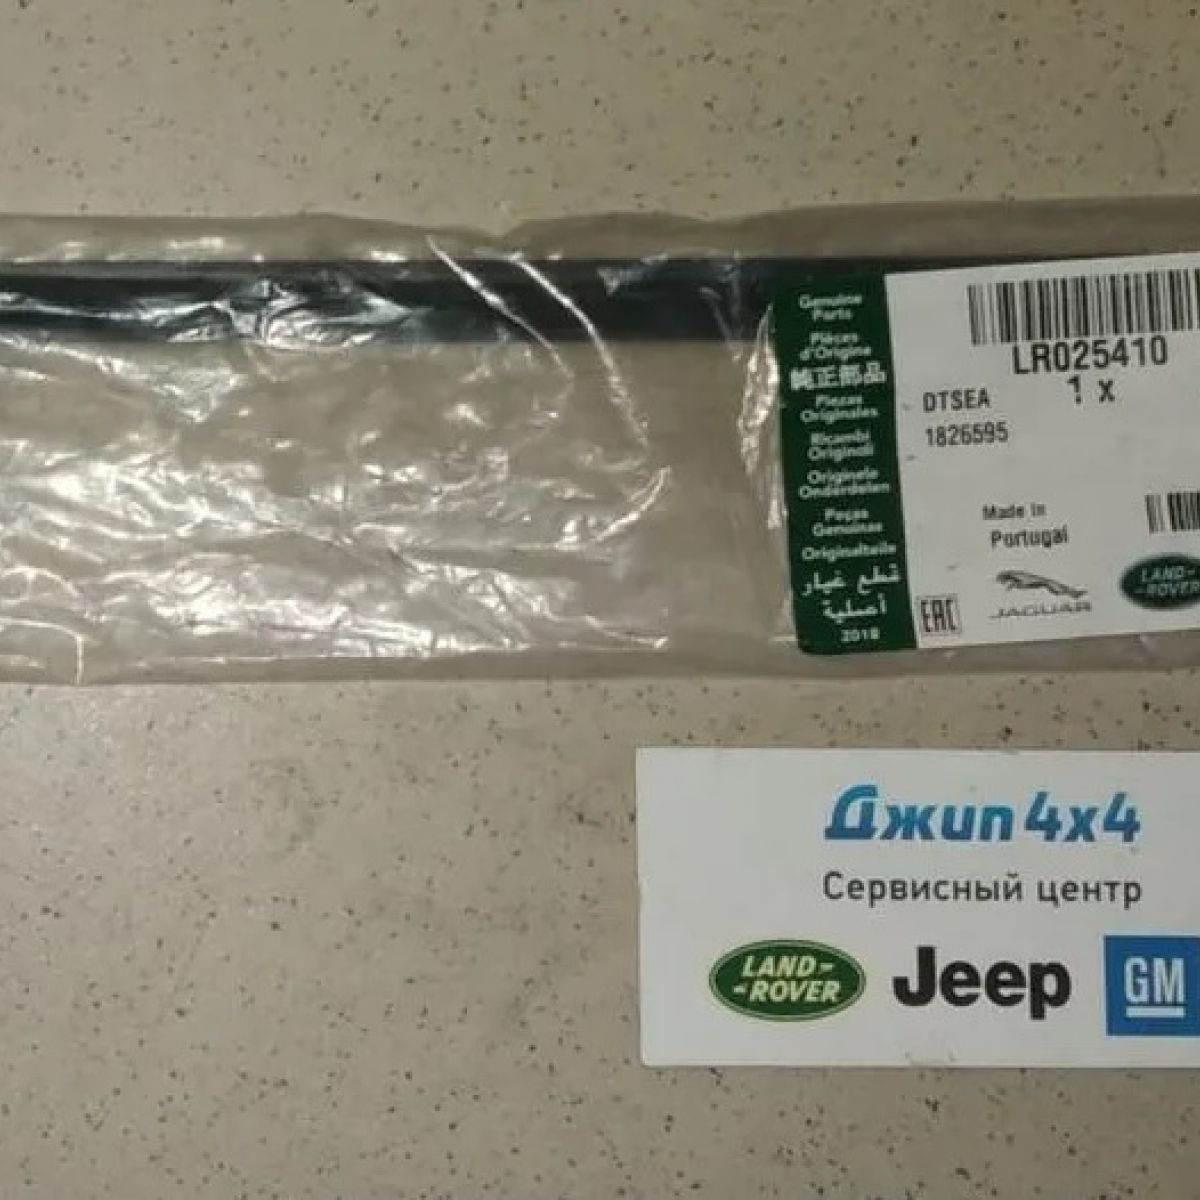 Genuine
Parts
Pièces
d'Origine
純正部品
Piezas
Originales
Ricambi
Originali
Originele
Onderdelen
Peças
Genuínas
Originalteile
قطع غيار
أصلية
2018
LR025410
1 x
DTSEA
1826595
Made in
Portugal
EAC
JAGUAR
LAND-
-ROVER
Джип 4x4
Сервисный центр
LAND-
-ROVER
Jeep
GM